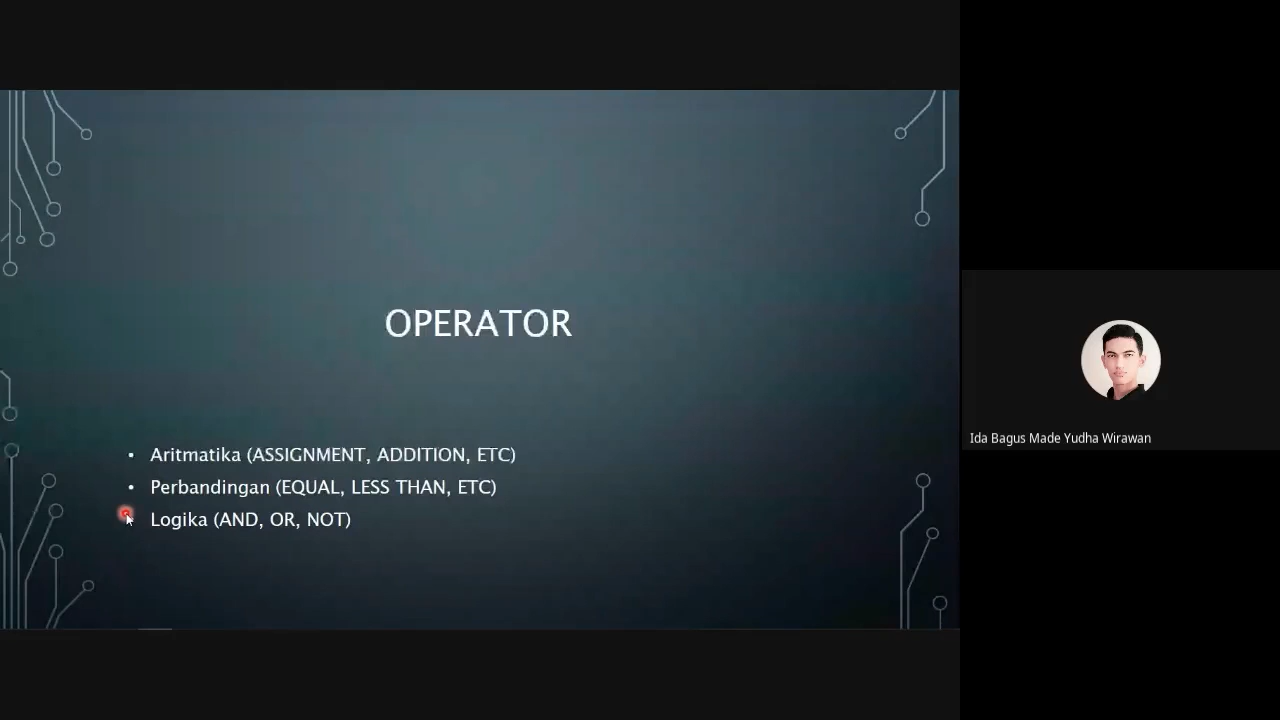 OPERATOR
• Aritmatika (ASSIGNMENT, ADDITION, ETC)
• Perbandingan (EQUAL, LESS THAN, ETC)
Logika (AND, OR, NOT)
Ida Bagus Made Yudha Wirawan